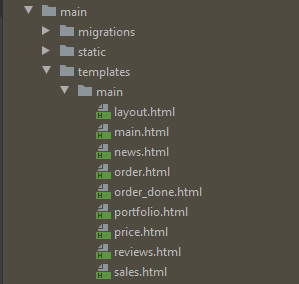 main
migrations
static
templates
main
layout.html
main.html
news.html
order.html
order_done.html
portfolio.html
price.html
reviews.html
sales.html